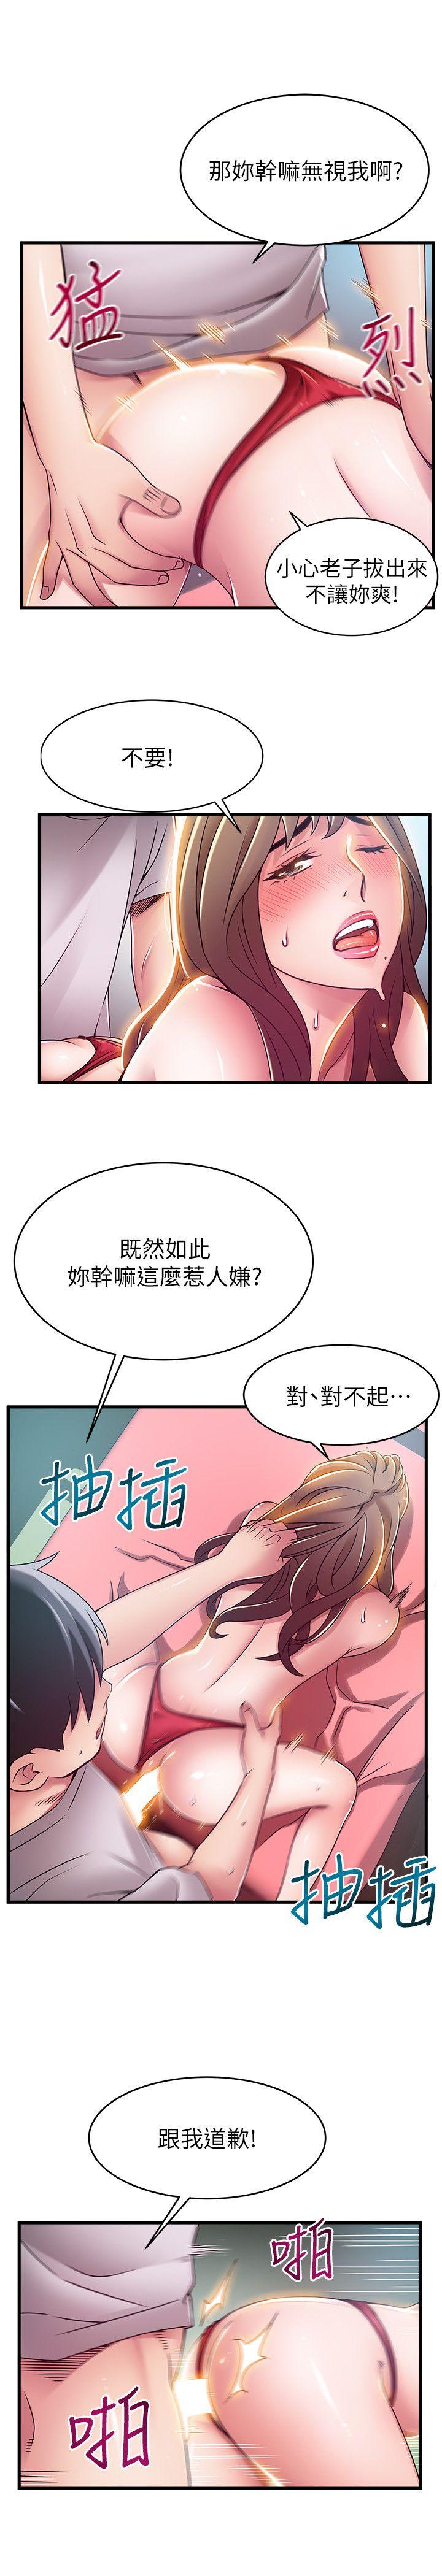 那妳幹嘛無視我啊?
猛
烈
小心老子拔出來
不讓妳爽!
不要!
既然如此
妳幹嘛這麼惹人嫌?
對、對不起…
抽插
抽插
跟我道歉!
啪
啪